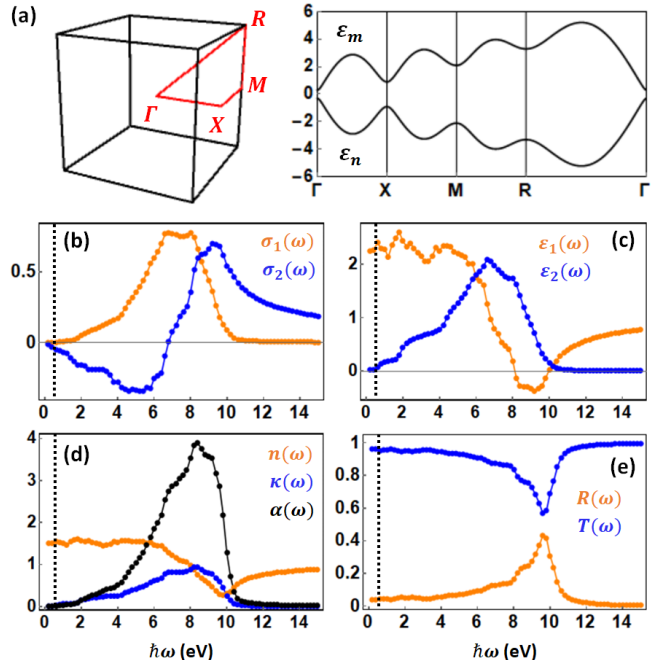 (a)
R
M
Γ
X
6
4
2
0
-2
-4
-6
εm
εn
Γ X M R Γ
(b)
σ1(ω)
σ2(ω)
0.5
0
0 2 4 6 8 10 12 14
(c)
ε1(ω)
ε2(ω)
2
1
0
0 2 4 6 8 10 12 14
(d)
n(ω)
κ(ω)
α(ω)
4
3
2
1
0
0 2 4 6 8 10 12 14
ħω (eV)
(e)
R(ω)
T(ω)
1
0.8
0.6
0.4
0.2
0
0 2 4 6 8 10 12 14
ħω (eV)